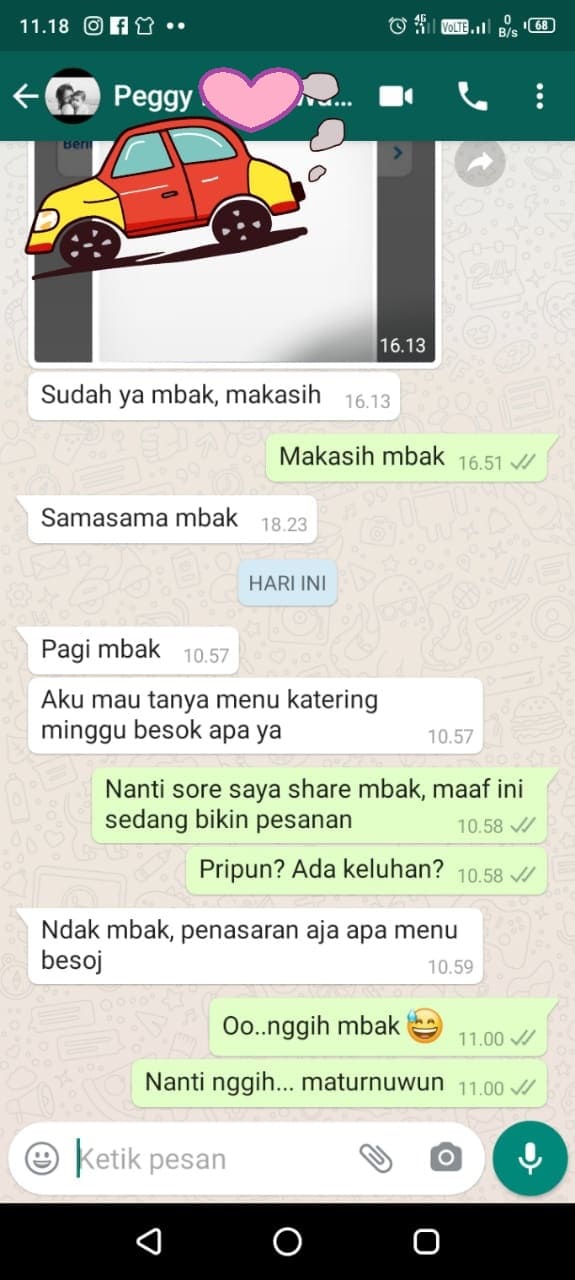 11.18
4G
VoLTE
0
B/s
68
Peggy
Beri
16.13
Sudah ya mbak, makasih 16.13
Makasih mbak 16.51
Samasama mbak 18.23
HARI INI
Pagi mbak 10.57
Aku mau tanya menu katering
minggu besok apa ya 10.57
Nanti sore saya share mbak, maaf ini
sedang bikin pesanan 10.58
Pripun? Ada keluhan? 10.58
Ndak mbak, penasaran aja apa menu
besoj 10.59
Oo..nggih mbak 😅 11.00
Nanti nggih... maturnuwun 11.00
Ketik pesan